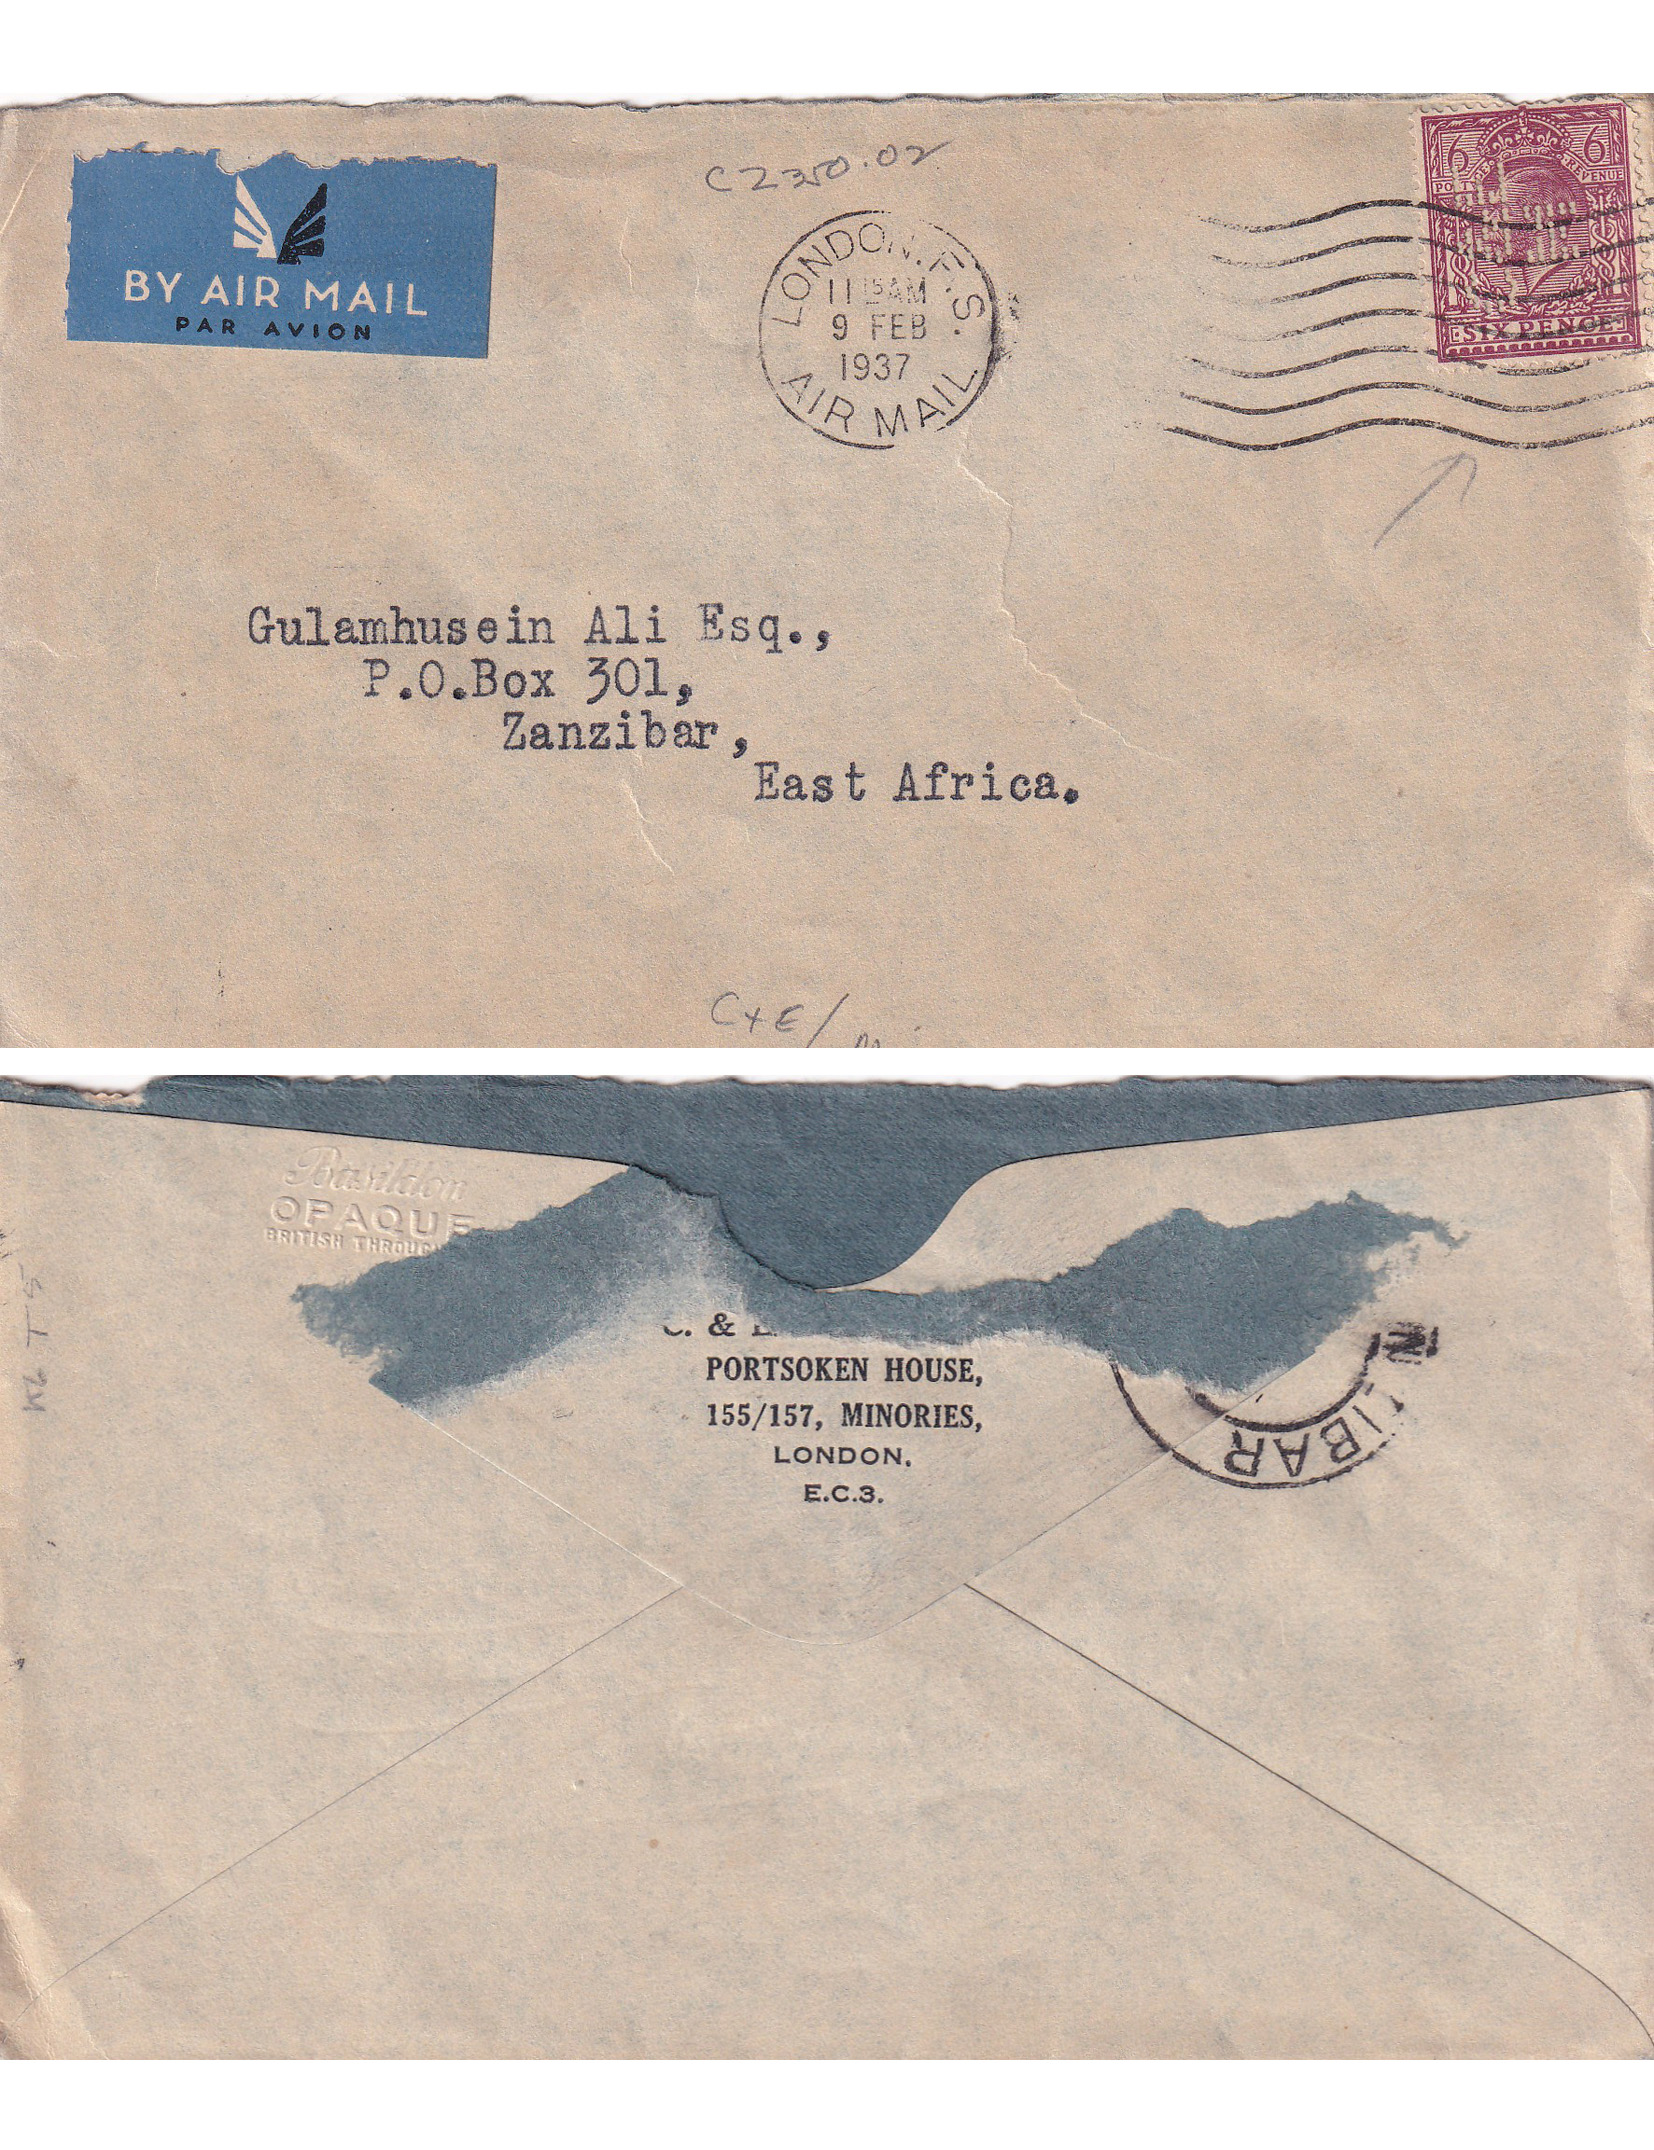 BY AIR MAIL
PAR AVION
C2350.02
LONDON. F.S.
11 15 AM
9 FEB
1937
AIR MAIL
6 6
POSTAGE REVENUE
SIX PENCE
Gulamhusein Ali Esq.,
P.O.Box 301,
Zanzibar,
East Africa.
C+E/
Basildon
OPAQUE
BRITISH THROUG
C. & E.
PORTSOKEN HOUSE,
155/157, MINORIES,
LONDON,
E.C.3.
ZIBAR